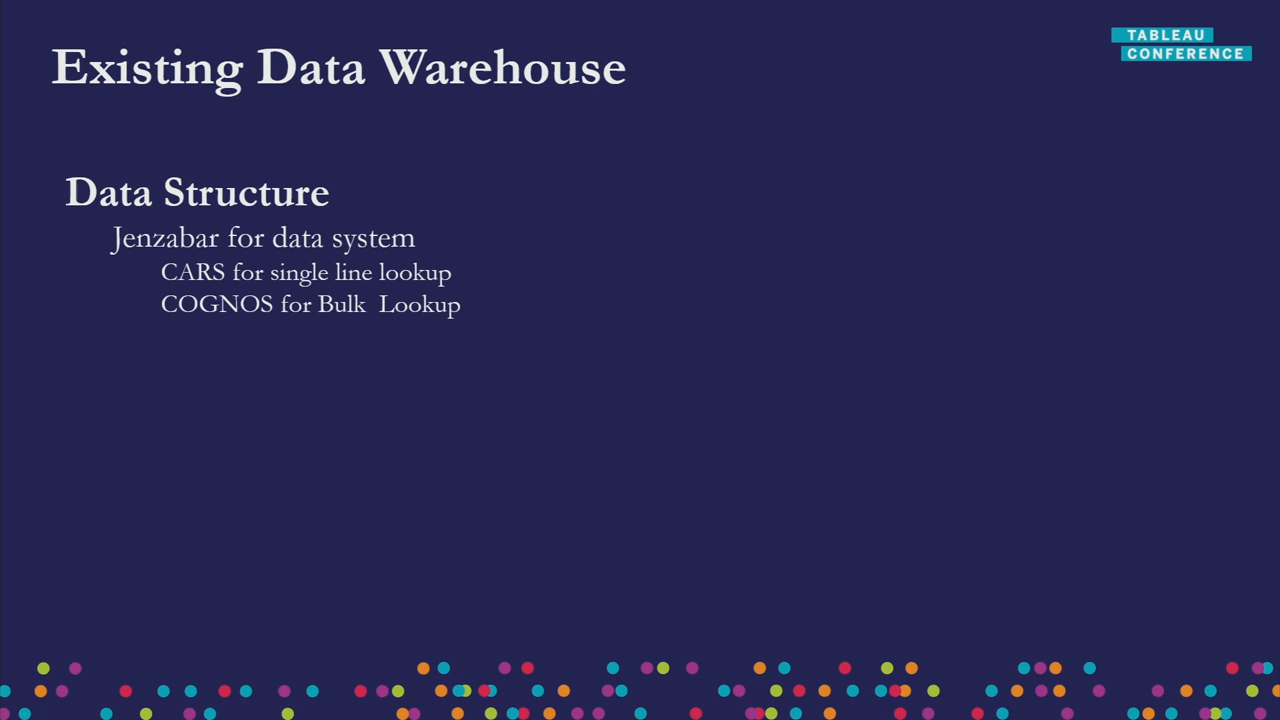 Existing Data Warehouse
TABLEAU
CONFERENCE
Data Structure
Jenzabar for data system
CARS for single line lookup
COGNOS for Bulk  Lookup